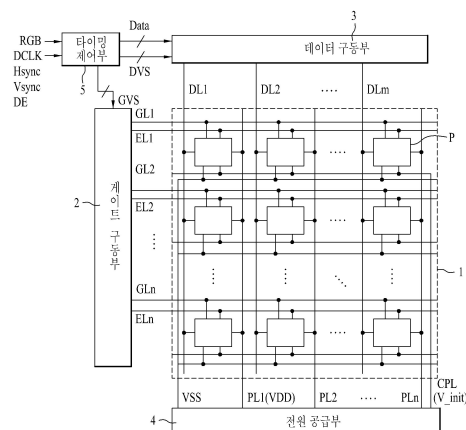 3
RGB
DCLK
Hsync
Vsync
DE
타이밍
제어부
5
Data
DVS
데이터 구동부
GVS
DL1
DL2
....
DLm
GL1
EL1
GL2
P
2
게이트 구동부
EL2
....
....
....
....
GLn
ELn
....
....
....
1
....
VSS
PL1(VDD)
PL2
....
PLn
CPL
(V_init)
4
전원 공급부